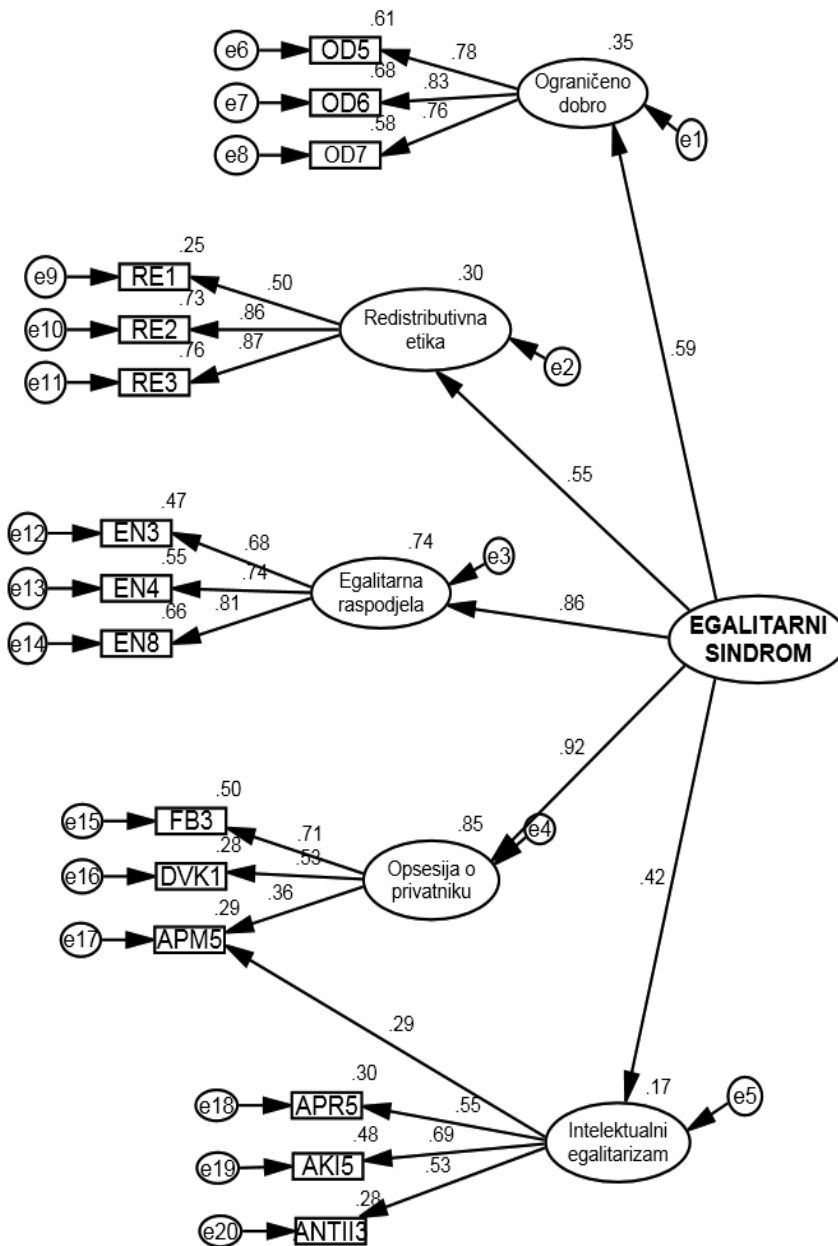 .61
e6
OD5
.78
.35
Ograničeno
dobro
.68
e7
OD6
.83
.58
.76
e8
OD7
e1
.25
e9
RE1
.50
.30
.73
e10
RE2
.86
Redistributivna
etika
.76
.87
e11
RE3
e2
.59
.55
.47
e12
EN3
.68
.74
e3
.55
e13
EN4
.74
Egalitarna
raspodjela
.66
.81
e14
EN8
.86
EGALITARNI
SINDROM
.92
.50
e15
FB3
.71
.85
e4
.28
.53
e16
DVK1
Opsesija o
privatniku
.36
.29
e17
APM5
.42
.29
.30
e18
APR5
.55
.17
e5
.48
.69
e19
AKI5
Intelektualni
egalitarizam
.53
.28
e20
ANTII3